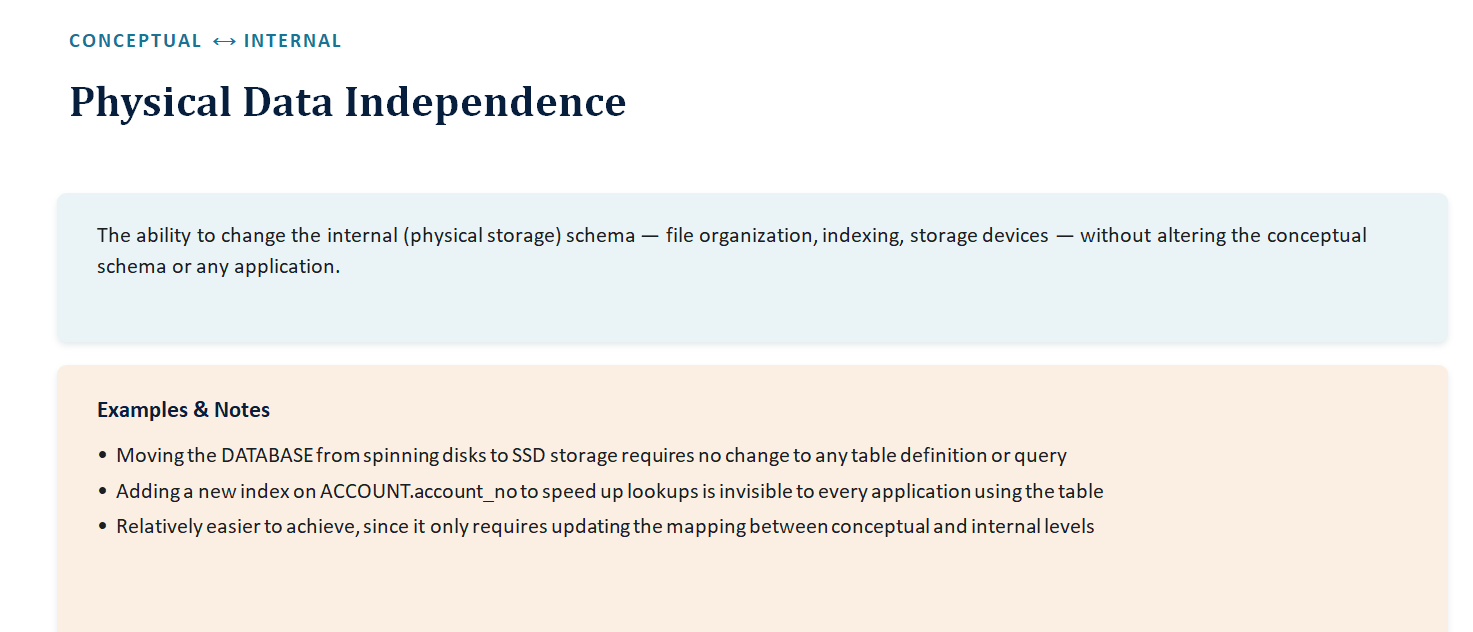 CONCEPTUAL ↔ INTERNAL
Physical Data Independence
The ability to change the internal (physical storage) schema — file organization, indexing, storage devices — without altering the conceptual
schema or any application.
Examples & Notes
• Moving the DATABASE from spinning disks to SSD storage requires no change to any table definition or query
• Adding a new index on ACCOUNT.account_no to speed up lookups is invisible to every application using the table
• Relatively easier to achieve, since it only requires updating the mapping between conceptual and internal levels